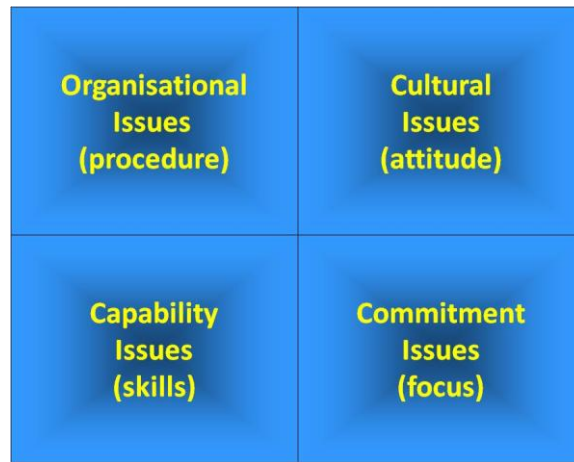 Organisational
Issues
(procedure)
Cultural
Issues
(attitude)
Capability
Issues
(skills)
Commitment
Issues
(focus)